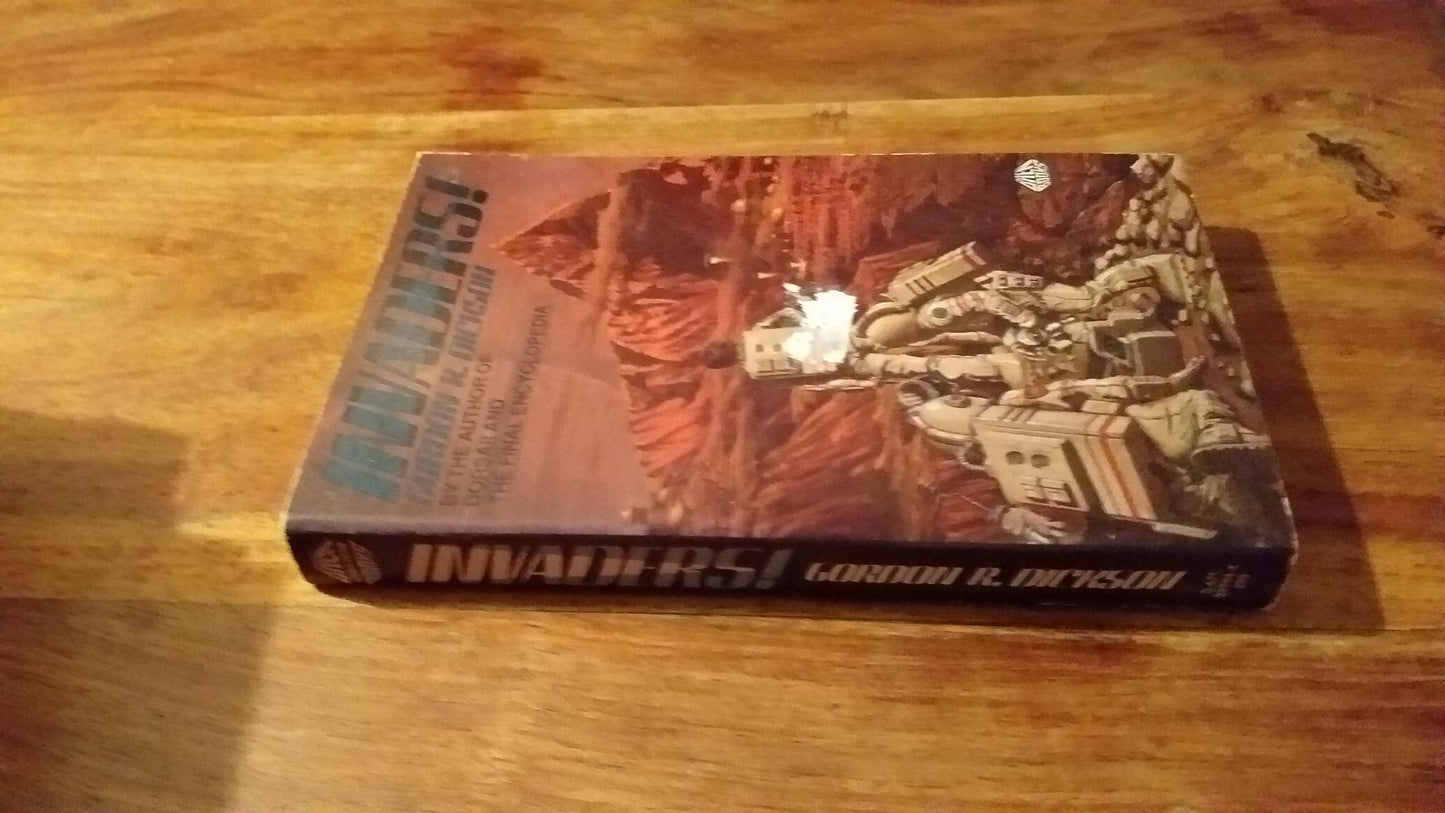 INVADERS!
GORDON R. DICKSON
BY THE AUTHOR OF
DORSAI! AND
THE FINAL ENCYCLOPEDIA
INVADERS! GORDON R. DICKSON